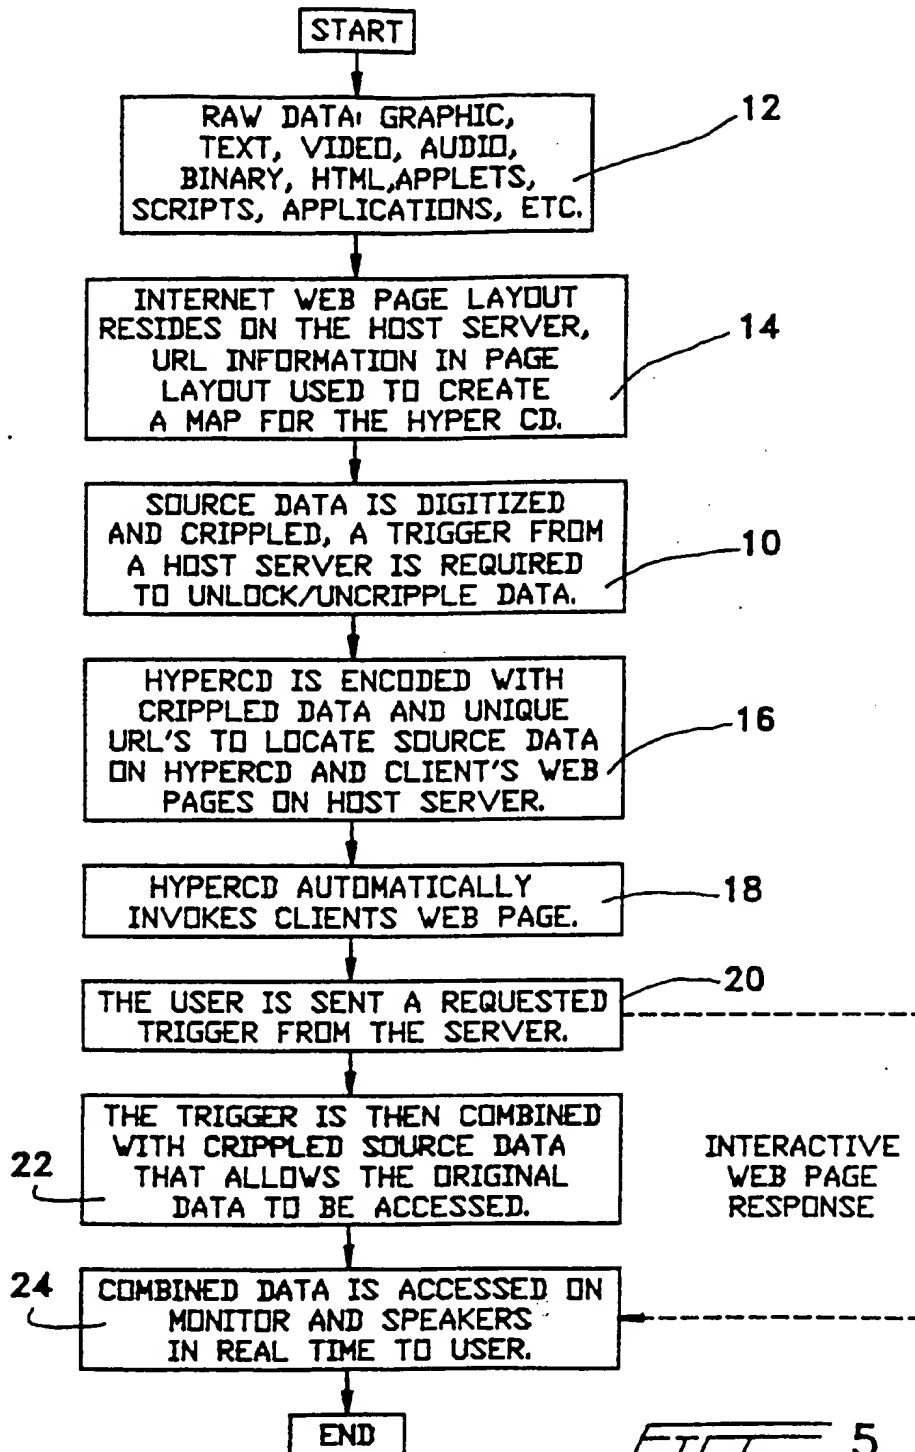 START
RAW DATA: GRAPHIC,
TEXT, VIDEO, AUDIO,
BINARY, HTML,APPLETS,
SCRIPTS, APPLICATIONS, ETC.
12
INTERNET WEB PAGE LAYOUT
RESIDES ON THE HOST SERVER,
URL INFORMATION IN PAGE
LAYOUT USED TO CREATE
A MAP FOR THE HYPER CD.
14
SOURCE DATA IS DIGITIZED
AND CRIPPLED, A TRIGGER FROM
A HOST SERVER IS REQUIRED
TO UNLOCK/UNCRIPPLE DATA.
10
HYPERCD IS ENCODED WITH
CRIPPLED DATA AND UNIQUE
URL'S TO LOCATE SOURCE DATA
ON HYPERCD AND CLIENT'S WEB
PAGES ON HOST SERVER.
16
HYPERCD AUTOMATICALLY
INVOKES CLIENTS WEB PAGE.
18
THE USER IS SENT A REQUESTED
TRIGGER FROM THE SERVER.
20
THE TRIGGER IS THEN COMBINED
WITH CRIPPLED SOURCE DATA
THAT ALLOWS THE ORIGINAL
DATA TO BE ACCESSED.
22
INTERACTIVE
WEB PAGE
RESPONSE
24
COMBINED DATA IS ACCESSED ON
MONITOR AND SPEAKERS
IN REAL TIME TO USER.
END
5